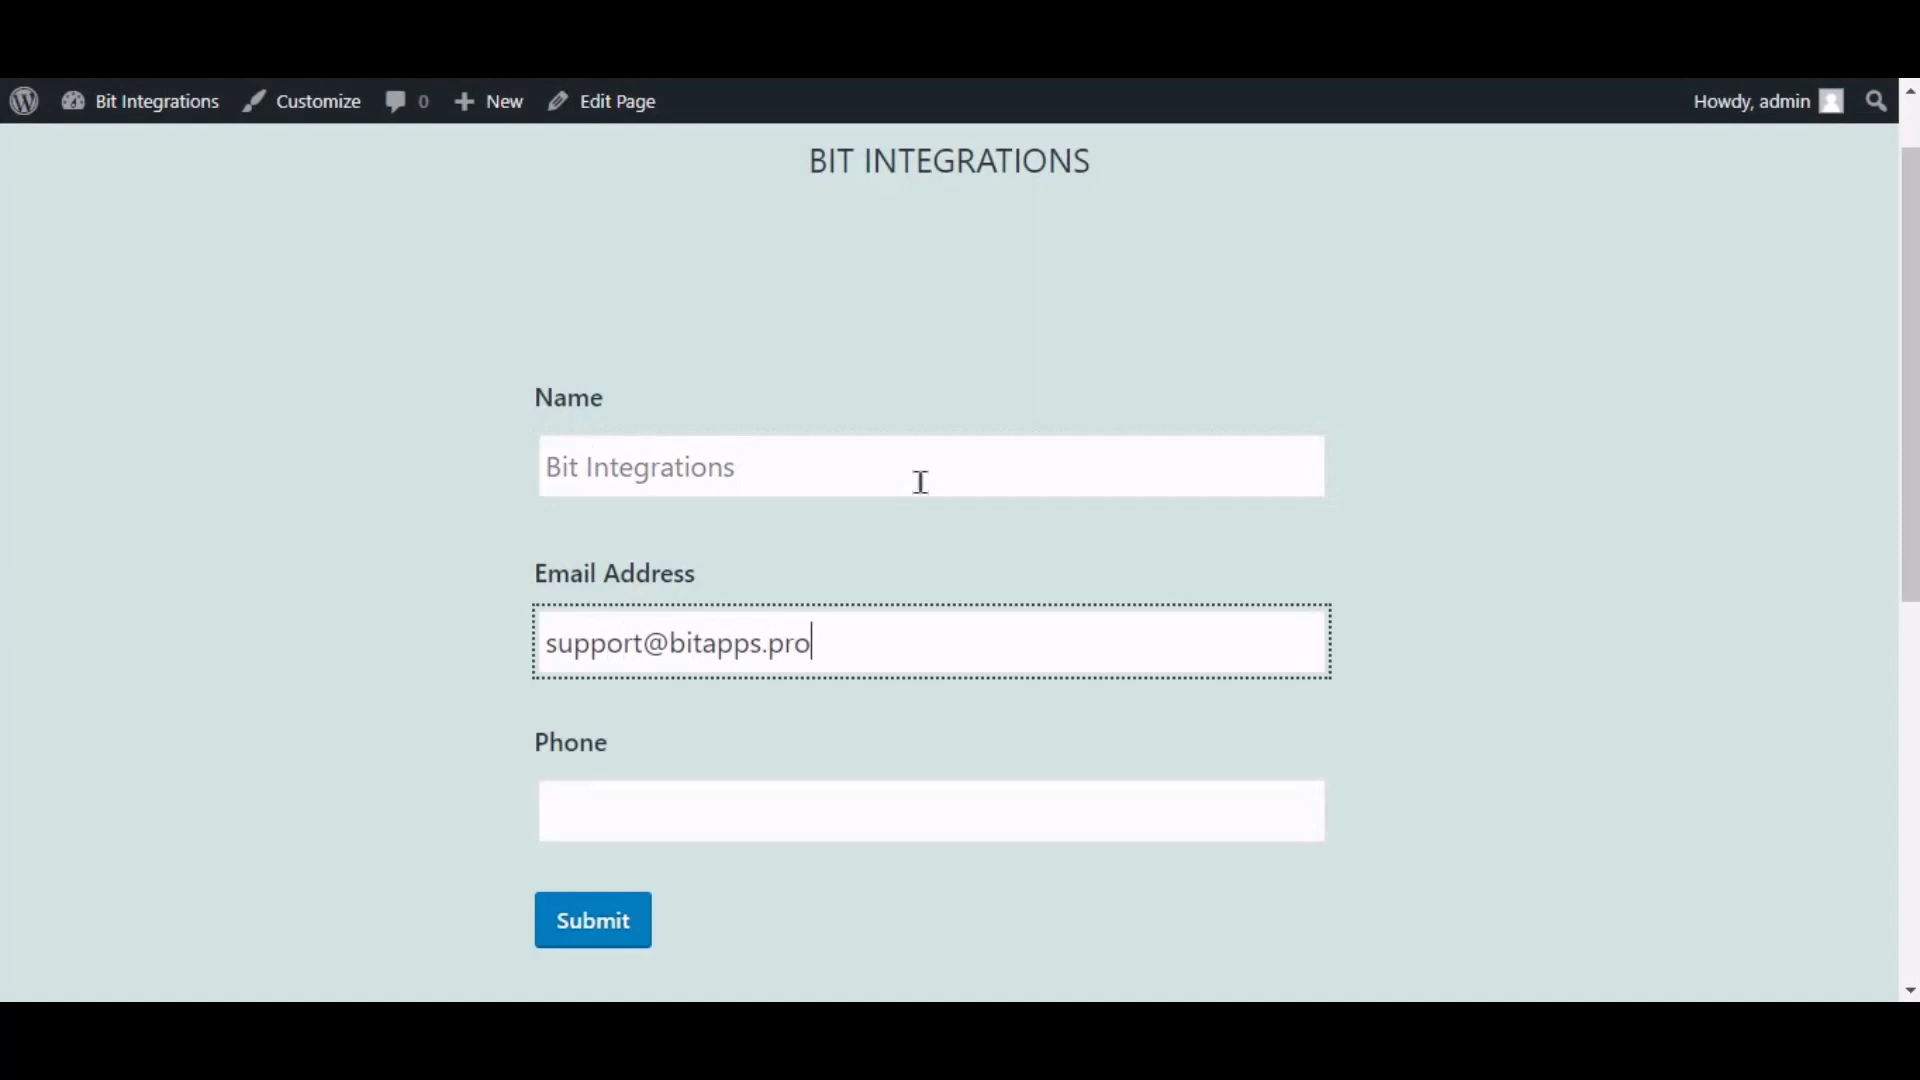 Bit Integrations Customize 0 New Edit Page Howdy, admin
BIT INTEGRATIONS
Name
Bit Integrations
Email Address
support@bitapps.pro
Phone
Submit